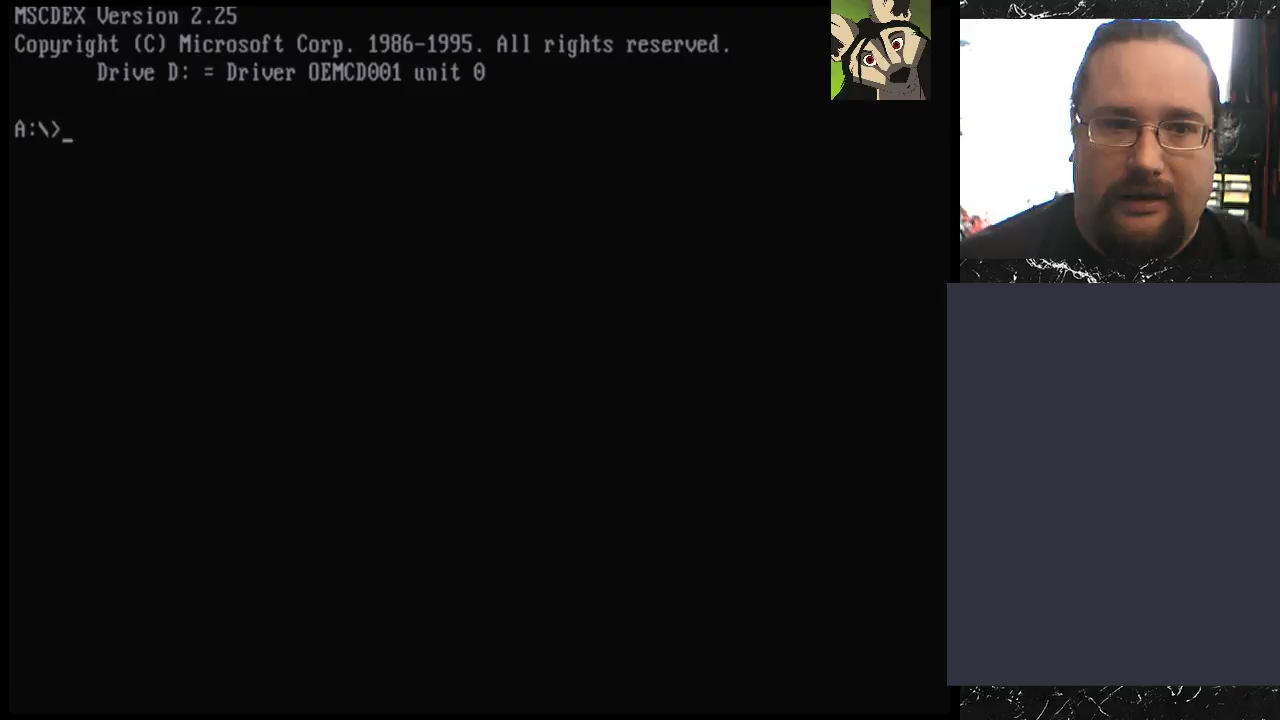 MSCDEX Version 2.25
Copyright (C) Microsoft Corp. 1986-1995. All rights reserved.
Drive D: = Driver OEMCD001 unit 0
A:\>_